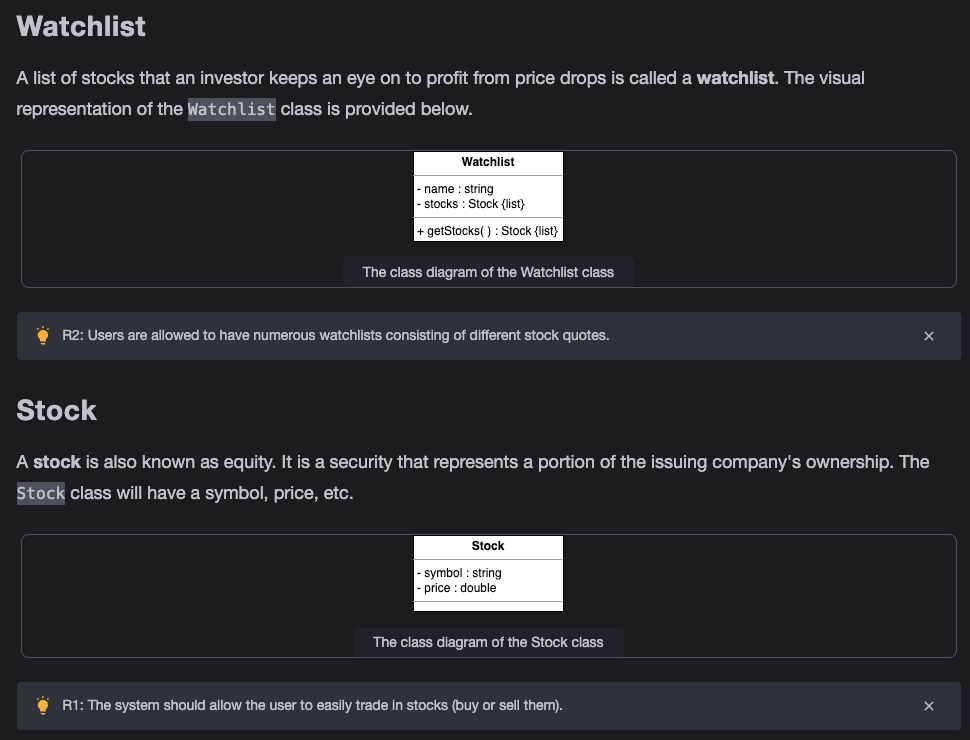 Watchlist
A list of stocks that an investor keeps an eye on to profit from price drops is called a watchlist. The visual
representation of the Watchlist class is provided below.
Watchlist
- name : string
- stocks : Stock {list}
+ getStocks( ) : Stock {list}
The class diagram of the Watchlist class
R2: Users are allowed to have numerous watchlists consisting of different stock quotes.
Stock
A stock is also known as equity. It is a security that represents a portion of the issuing company's ownership. The
Stock class will have a symbol, price, etc.
Stock
- symbol : string
- price : double
The class diagram of the Stock class
R1: The system should allow the user to easily trade in stocks (buy or sell them).